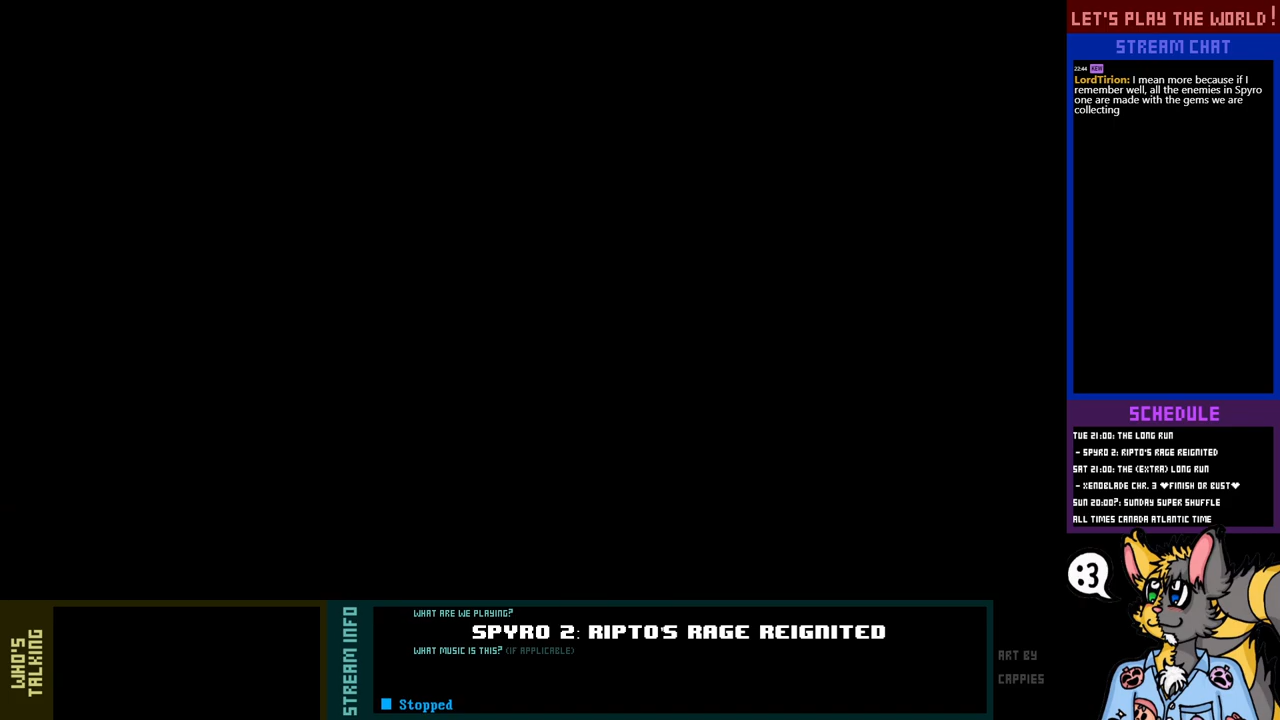 LET'S PLAY THE WORLD!
STREAM CHAT
22:44 NEW
LordTirion: I mean more because if I
remember well, all the enemies in Spyro
one are made with the gems we are
collecting
SCHEDULE
TUE 21:00: THE LONG RUN
- SPYRO 2: RIPTO'S RAGE REIGNITED
SAT 21:00: THE (EXTRA) LONG RUN
- XENOBLADE CHR. 3 ♥FINISH OR BUST♥
SUN 20:00?: SUNDAY SUPER SHUFFLE
ALL TIMES CANADA ATLANTIC TIME
:3
WHO'S
TALKING
STREAM INFO
WHAT ARE WE PLAYING?
SPYRO 2: RIPTO'S RAGE REIGNITED
WHAT MUSIC IS THIS? (IF APPLICABLE)
Stopped
ART BY
CAPPIES